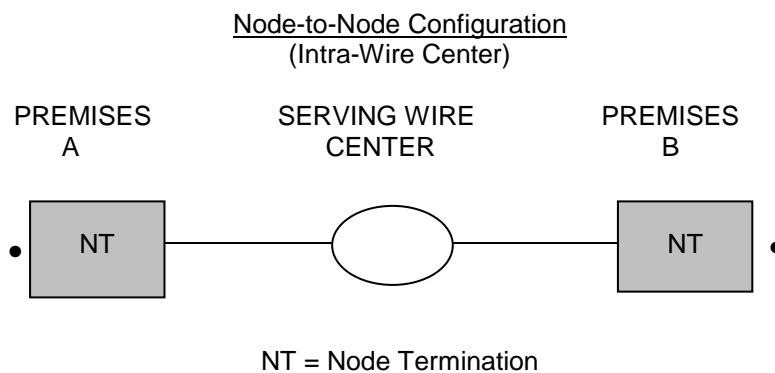 Node-to-Node Configuration
(Intra-Wire Center)
PREMISES A
SERVING WIRE CENTER
PREMISES B
NT
NT
NT = Node Termination